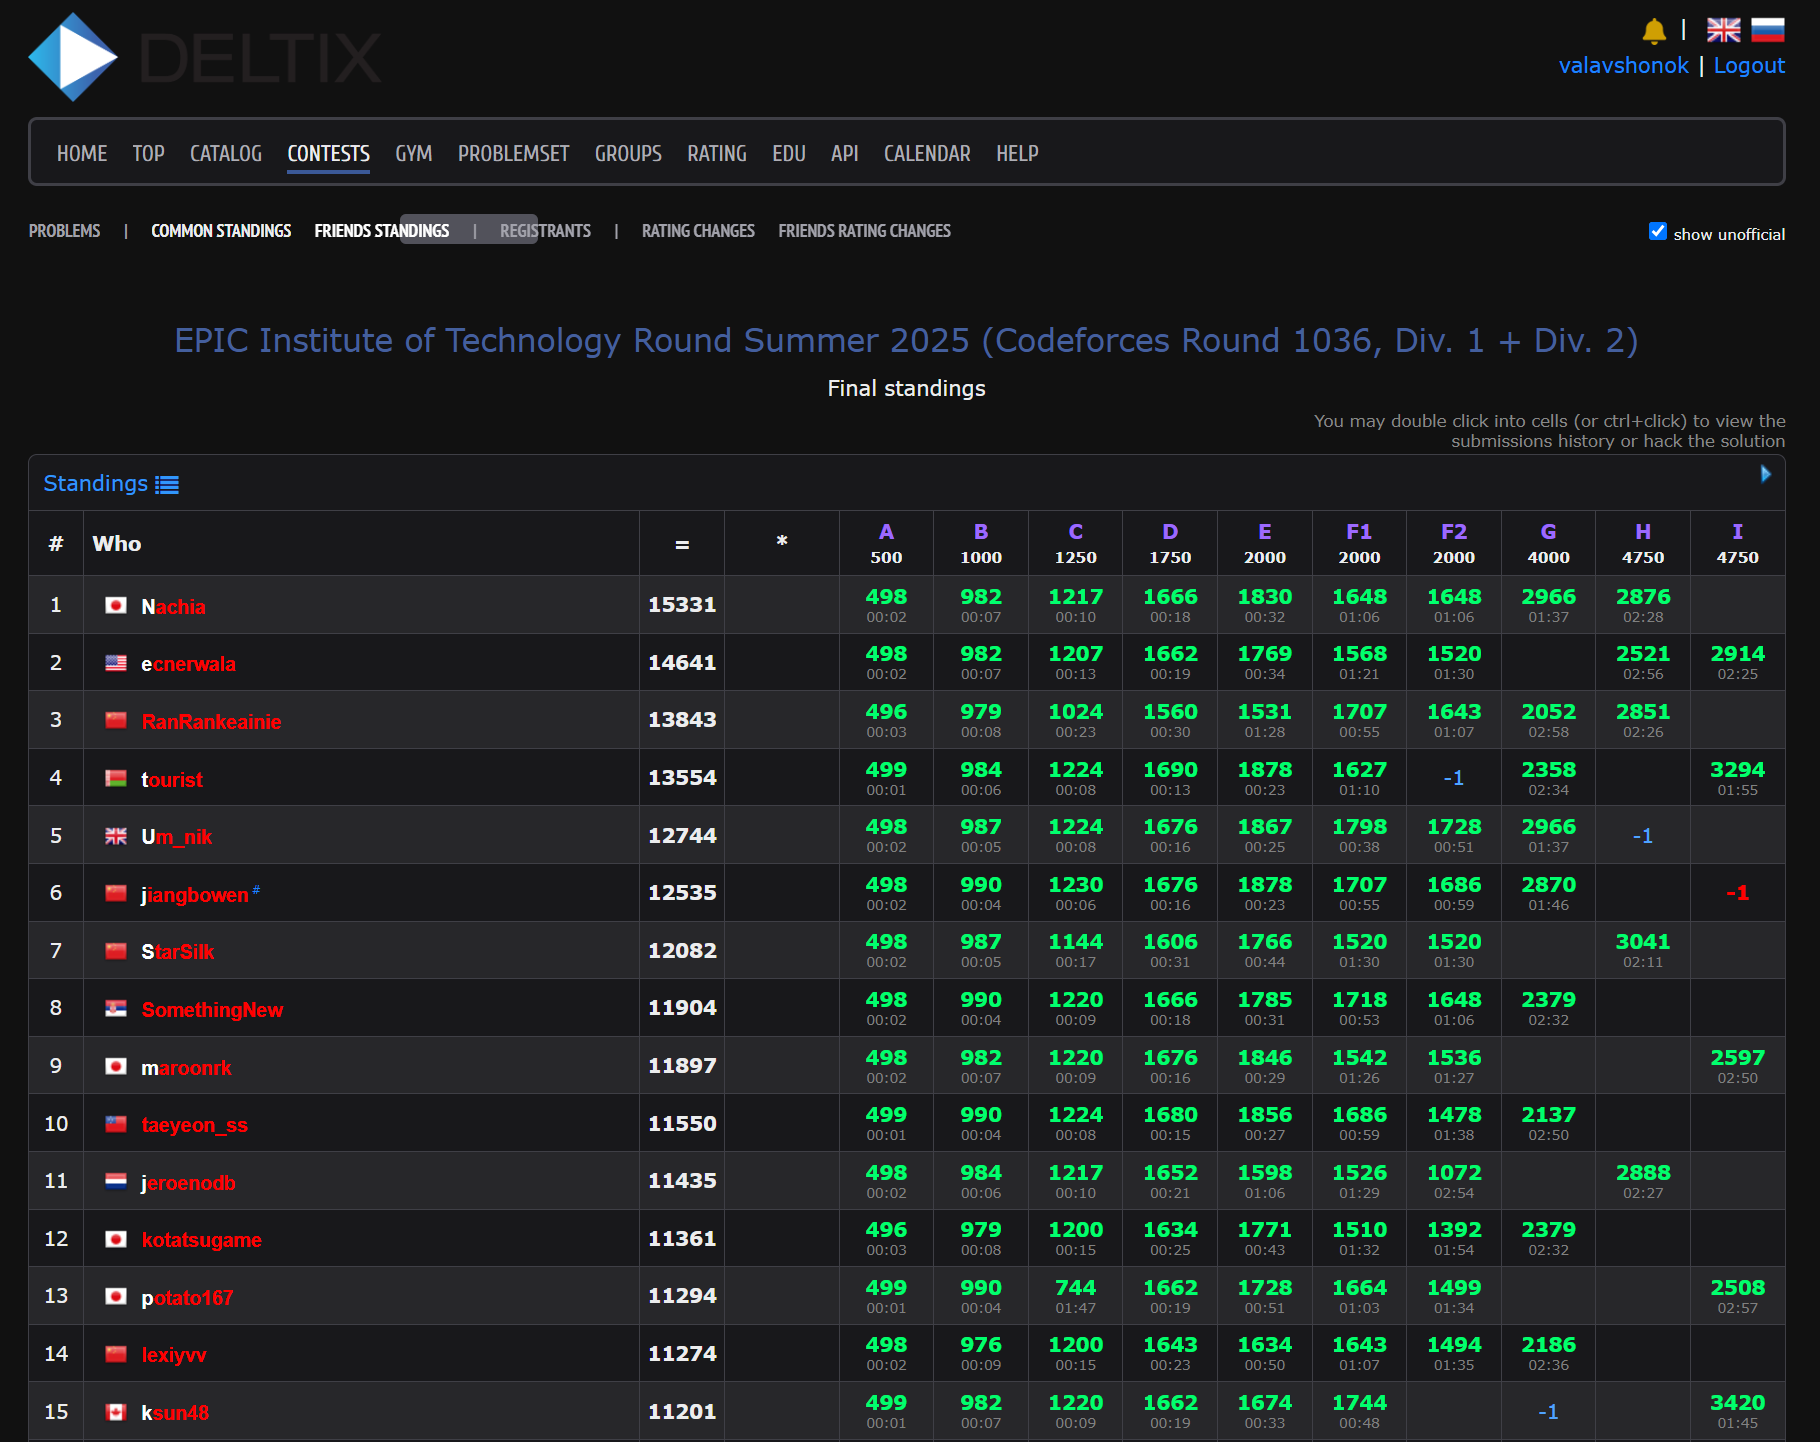 DELTIX
|
valavshonok | Logout
HOME TOP CATALOG CONTESTS GYM PROBLEMSET GROUPS RATING EDU API CALENDAR HELP
PROBLEMS | COMMON STANDINGS FRIENDS STANDINGS | REGISTRANTS | RATING CHANGES FRIENDS RATING CHANGES
show unofficial
EPIC Institute of Technology Round Summer 2025 (Codeforces Round 1036, Div. 1 + Div. 2)
Final standings
You may double click into cells (or ctrl+click) to view the
submissions history or hack the solution
Standings
# Who = * A B C D E F1 F2 G H I
500 1000 1250 1750 2000 2000 2000 4000 4750 4750
1 Nachia 15331 498 982 1217 1666 1830 1648 1648 2966 2876
00:02 00:07 00:10 00:18 00:32 01:06 01:06 01:37 02:28
2 ecnerwala 14641 498 982 1207 1662 1769 1568 1520 2521 2914
00:02 00:07 00:13 00:19 00:34 01:21 01:30 02:56 02:25
3 RanRankeainie 13843 496 979 1024 1560 1531 1707 1643 2052 2851
00:03 00:08 00:23 00:30 01:28 00:55 01:07 02:58 02:26
4 tourist 13554 499 984 1224 1690 1878 1627 -1 2358 3294
00:01 00:06 00:08 00:13 00:23 01:10 02:34 01:55
5 Um_nik 12744 498 987 1224 1676 1867 1798 1728 2966 -1
00:02 00:05 00:08 00:16 00:25 00:38 00:51 01:37
6 jiangbowen # 12535 498 990 1230 1676 1878 1707 1686 2870 -1
00:02 00:04 00:06 00:16 00:23 00:55 00:59 01:46
7 StarSilk 12082 498 987 1144 1606 1766 1520 1520 3041
00:02 00:05 00:17 00:31 00:44 01:30 01:30 02:11
8 SomethingNew 11904 498 990 1220 1666 1785 1718 1648 2379
00:02 00:04 00:09 00:18 00:31 00:53 01:06 02:32
9 maroonrk 11897 498 982 1220 1676 1846 1542 1536 2597
00:02 00:07 00:09 00:16 00:29 01:26 01:27 02:50
10 taeyeon_ss 11550 499 990 1224 1680 1856 1686 1478 2137
00:01 00:04 00:08 00:15 00:27 00:59 01:38 02:50
11 jeroenodb 11435 498 984 1217 1652 1598 1526 1072 2888
00:02 00:06 00:10 00:21 01:06 01:29 02:54 02:27
12 kotatsugame 11361 496 979 1200 1634 1771 1510 1392 2379
00:03 00:08 00:15 00:25 00:43 01:32 01:54 02:32
13 potato167 11294 499 990 744 1662 1728 1664 1499 2508
00:01 00:04 01:47 00:19 00:51 01:03 01:34 02:57
14 lexiyvv 11274 498 976 1200 1643 1634 1643 1494 2186
00:02 00:09 00:15 00:23 00:50 01:07 01:35 02:36
15 ksun48 11201 499 982 1220 1662 1674 1744 -1 3420
00:01 00:07 00:09 00:19 00:33 00:48 01:45